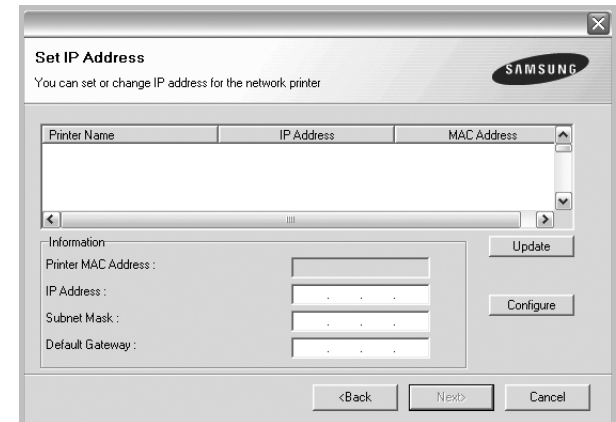 Set IP Address
You can set or change IP address for the network printer
SAMSUNG
Printer Name IP Address MAC Address
Information
Printer MAC Address :
IP Address :
Subnet Mask :
Default Gateway :
Update
Configure
<Back Next> Cancel